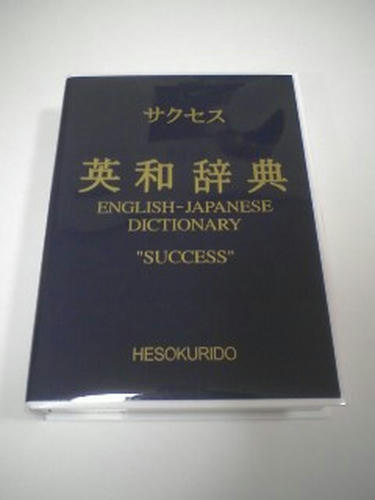 サクセス
英和辞典
ENGLISH-JAPANESE
DICTIONARY
"SUCCESS"
HESOKURIDO